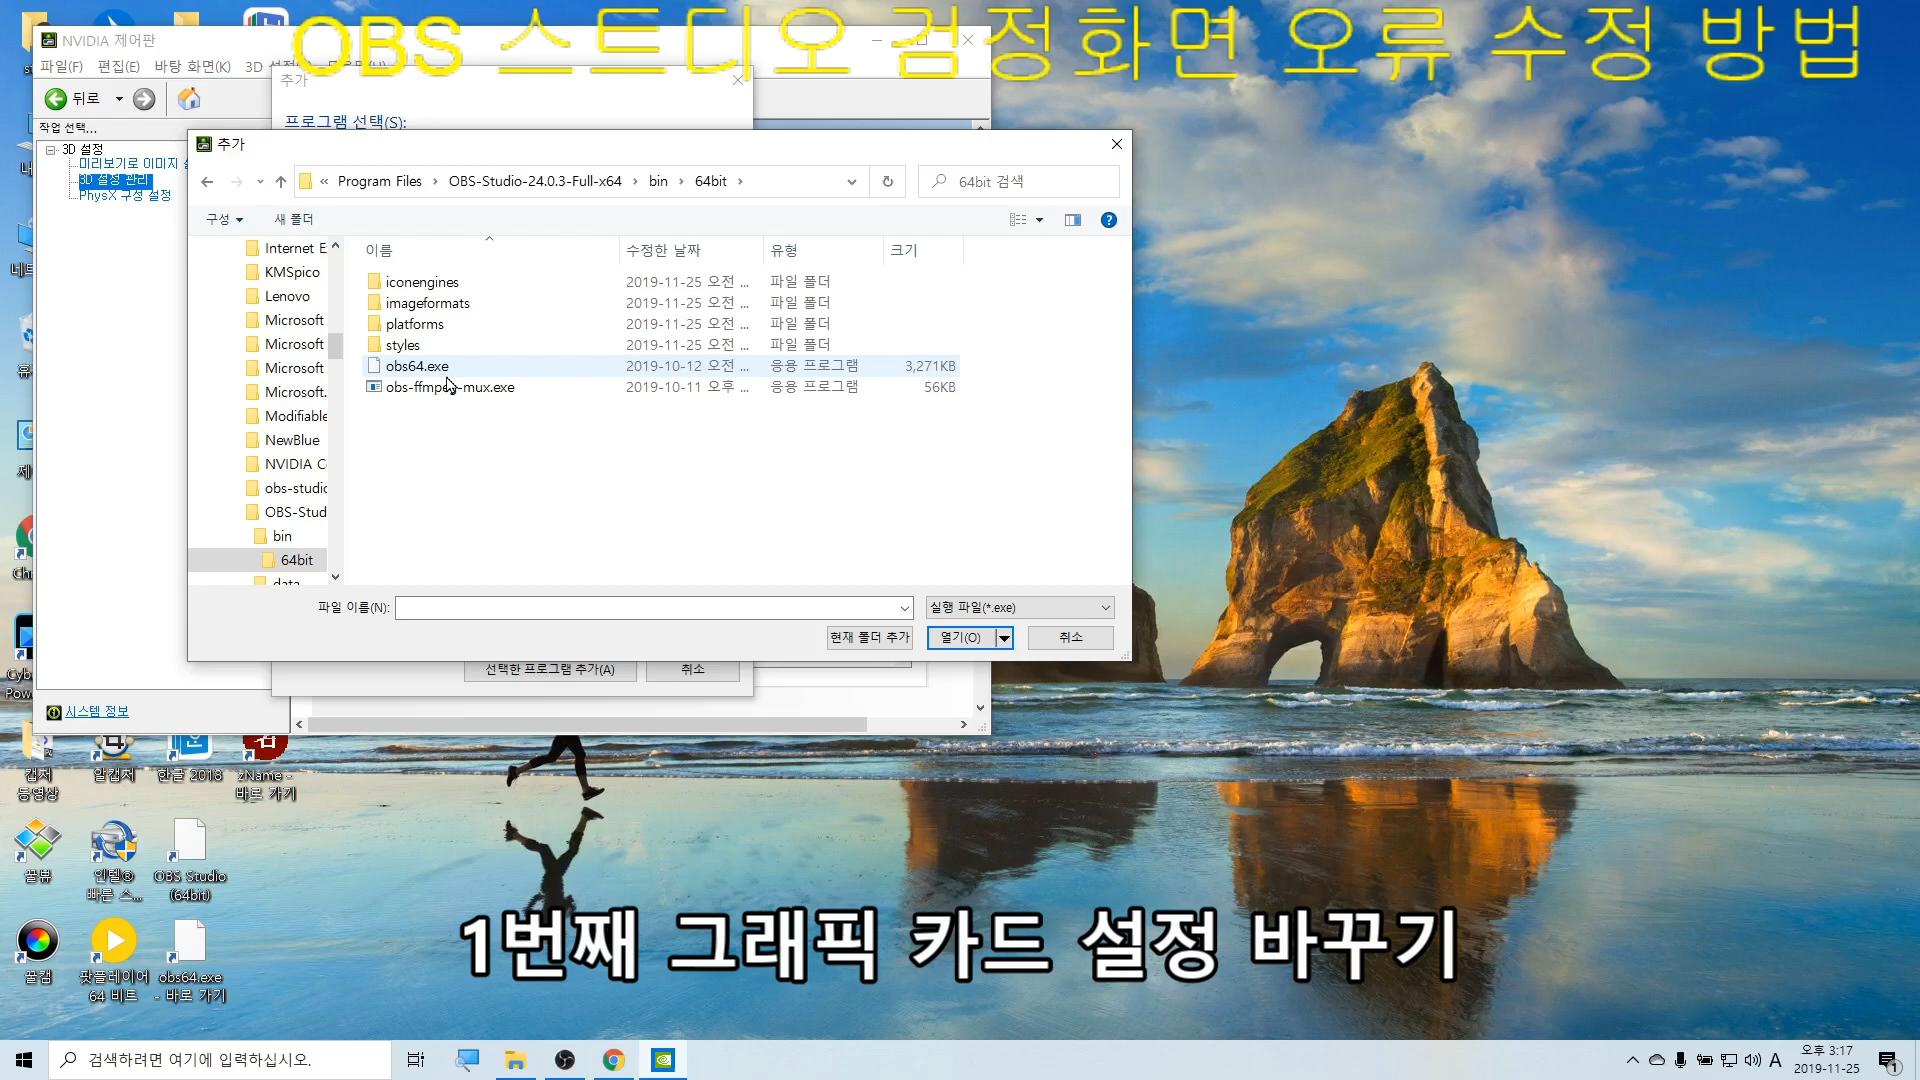 OBS 스튜디오 검정화면 오류 수정 방법
NVIDIA 제어판
파일(F) 편집(E) 바탕 화면(K) 3D
추가
뒤로
프로그램 선택(S):
작업 선택...
3D 설정
미리보기로 이미지
3D 설정 관리
PhysX 구성 설정
시스템 정보
추가
« Program Files › OBS-Studio-24.0.3-Full-x64 › bin › 64bit ›
64bit 검색
구성 새 폴더
Internet E
KMSpico
Lenovo
Microsoft
Microsoft
Microsoft
Microsoft.
Modifiable
NewBlue
NVIDIA C
obs-studio
OBS-Stud
bin
64bit
data
이름 수정한 날짜 유형 크기
iconengines 2019-11-25 오전 ... 파일 폴더
imageformats 2019-11-25 오전 ... 파일 폴더
platforms 2019-11-25 오전 ... 파일 폴더
styles 2019-11-25 오전 ... 파일 폴더
obs64.exe 2019-10-12 오전 ... 응용 프로그램 3,271KB
obs-ffmpeg-mux.exe 2019-10-11 오후 ... 응용 프로그램 56KB
파일 이름(N): 실행 파일(*.exe)
현재 폴더 추가 열기(O) 취소
선택한 프로그램 추가(A) 취소
캡처
동영상
알캡처
한글 2018
zName -
바로 가기
꿀뷰
인텔®
빠른 스...
OBS Studio
(64bit)
꿀캠
팟플레이어
64 비트
obs64.exe
- 바로 가기
1번째 그래픽 카드 설정 바꾸기
검색하려면 여기에 입력하십시오.
A
오후 3:17
2019-11-25
1